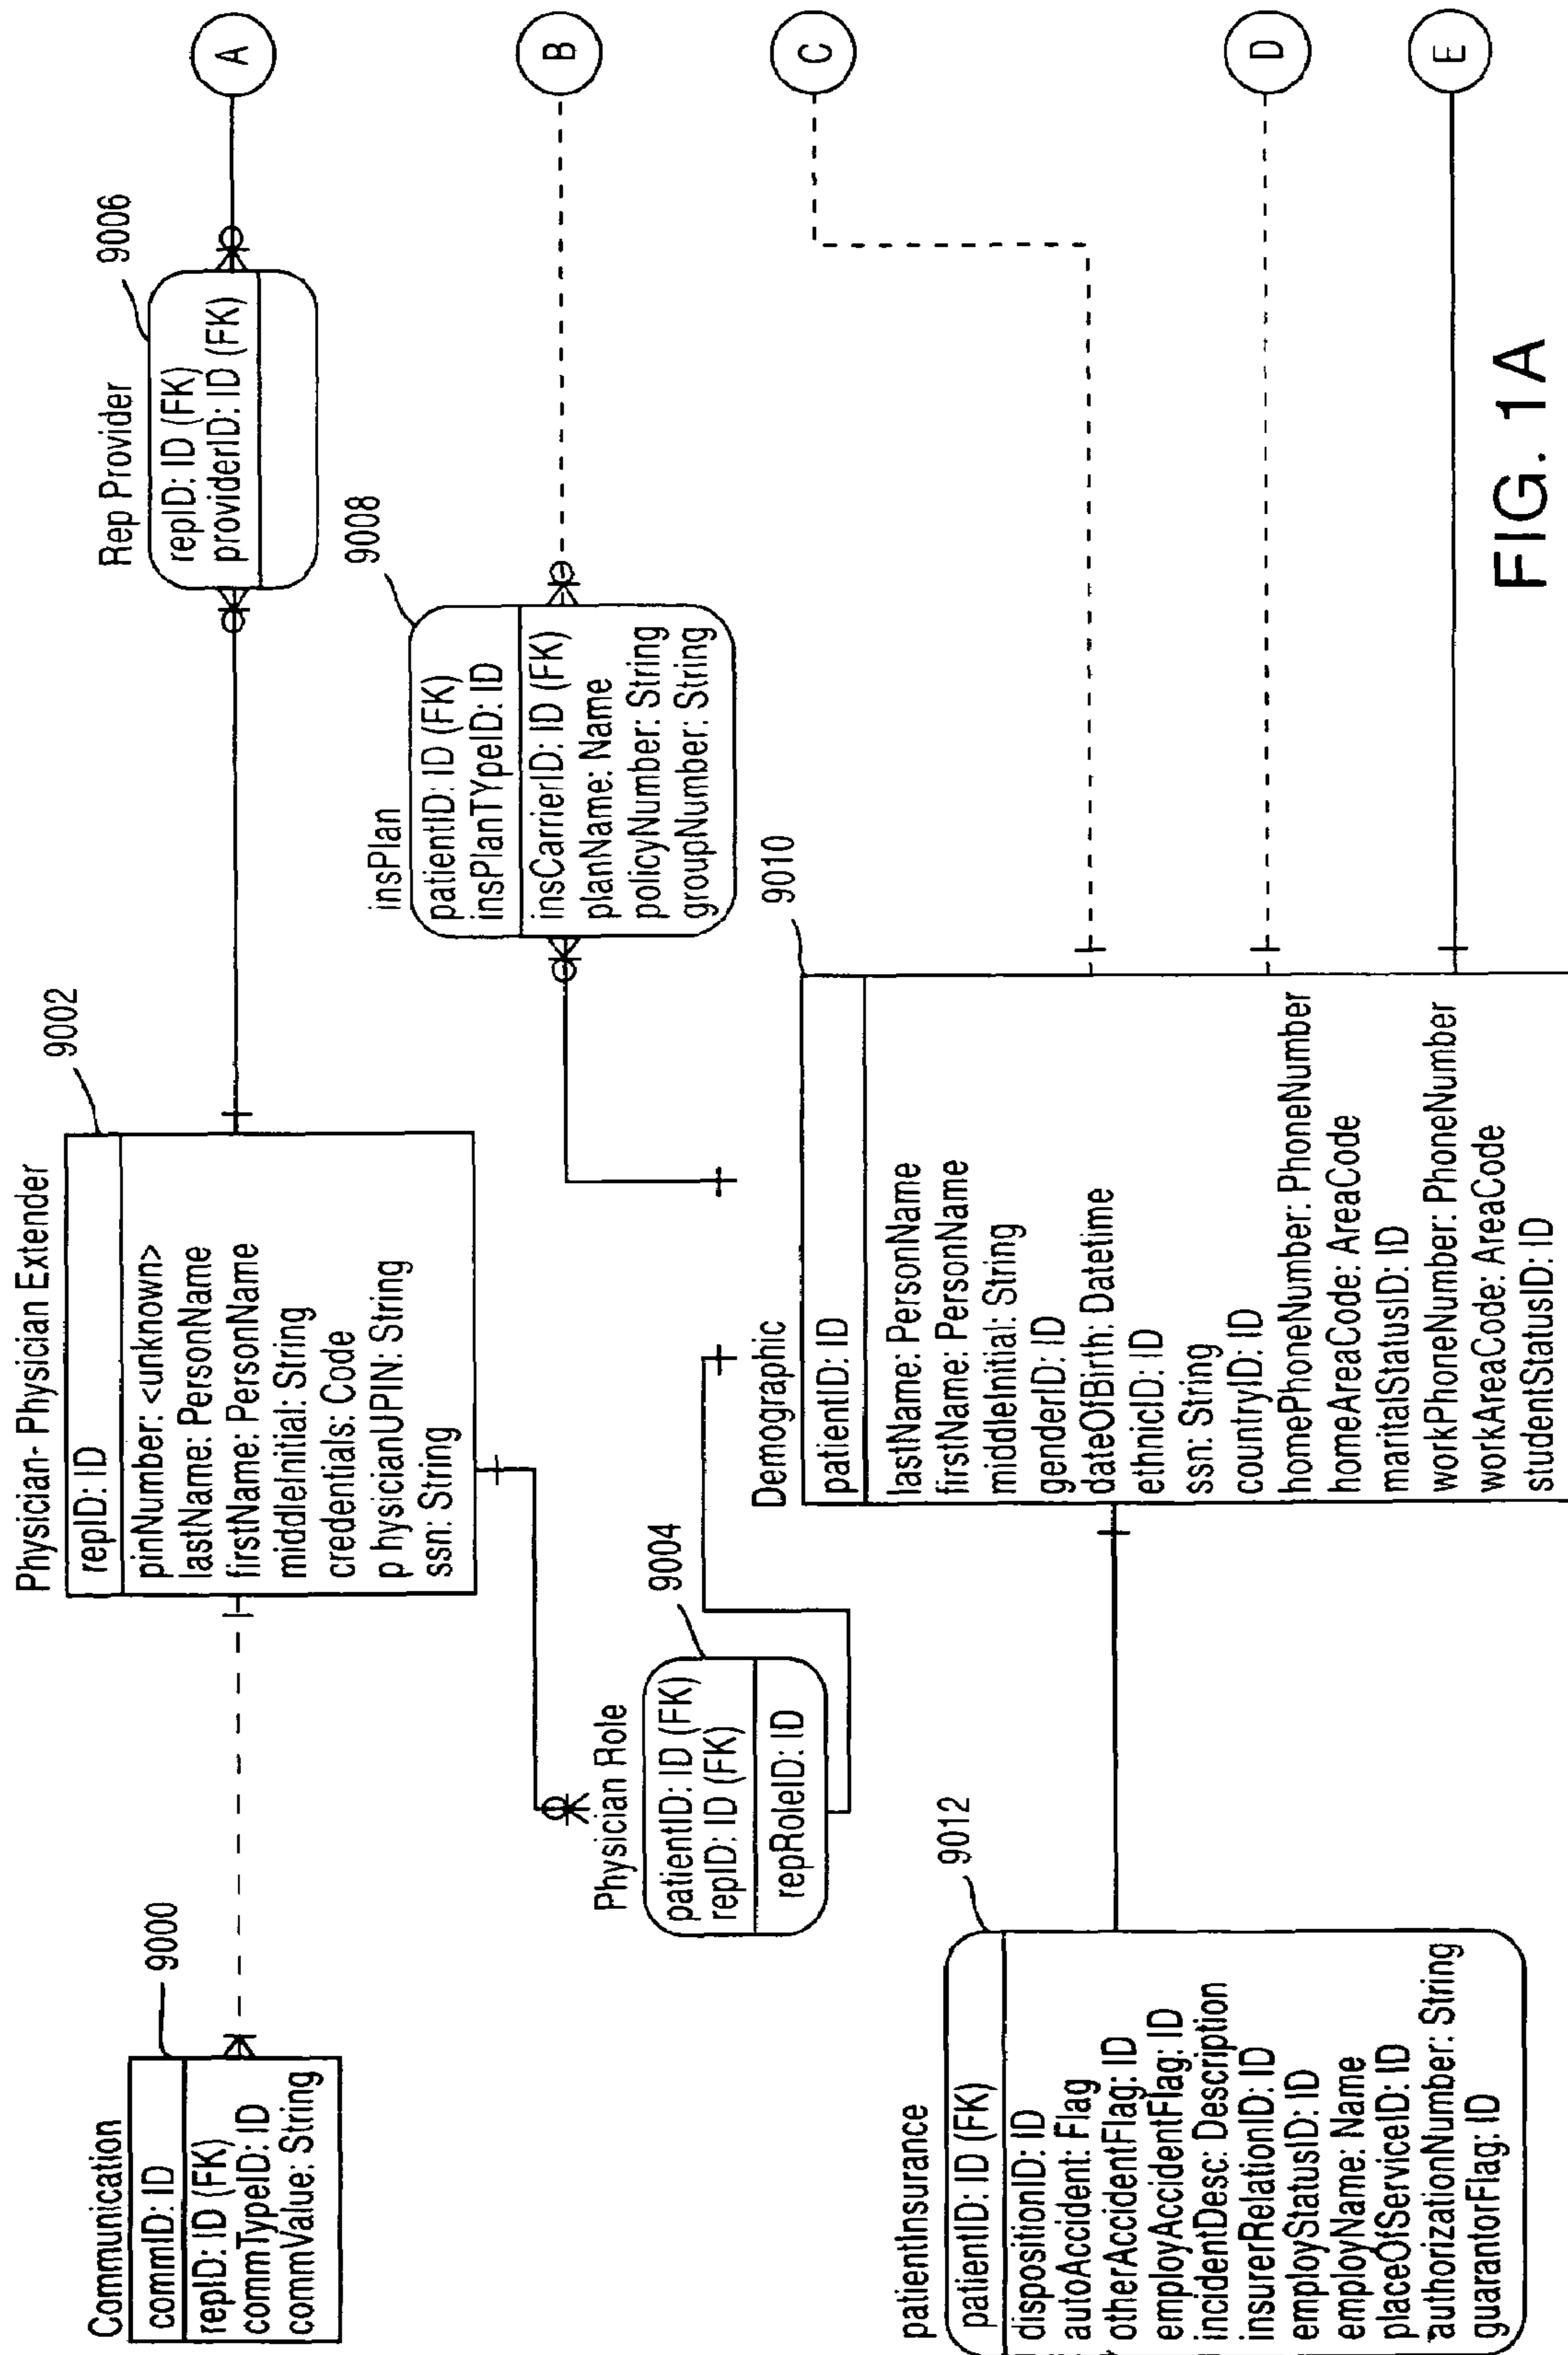 Communication
9000
commID: ID
repID: ID (FK)
commTypeID: ID
commValue: String
Physician- Physician Extender
9002
repID: ID
pinNumber: <unknown>
lastName: PersonName
firstName: PersonName
middleInitial: String
credentials: Code
p hysicianUPIN: String
ssn: String
Rep Provider
9006
repID: ID (FK)
providerID: ID (FK)
A
Physician Role
9004
patientID: ID (FK)
repID: ID (FK)
repRoleID: ID
insPlan
9008
patientID: ID (FK)
insPlanTYpeID: ID
insCarrierID: ID (FK)
planName: Name
policyNumber: String
groupNumber: String
B
patientInsurance
9012
patientID: ID (FK)
dispositionID: ID
autoAccident: Flag
otherAccidentFlag: ID
employAccidentFlag: ID
incidentDesc: Description
insurerRelationID: ID
employStatusID: ID
employName: Name
placeOfServiceID: ID
authorizationNumber: String
guarantorFlag: ID
Demographic
9010
patientID: ID
lastName: PersonName
firstName: PersonName
middleInitial: String
genderID: ID
dateOfBirth: Datetime
ethnicID: ID
ssn: String
countryID: ID
homePhoneNumber: PhoneNumber
homeAreaCode: AreaCode
maritalStatusID: ID
workPhoneNumber: PhoneNumber
workAreaCode: AreaCode
studentStatusID: ID
C
D
E
FIG. 1A